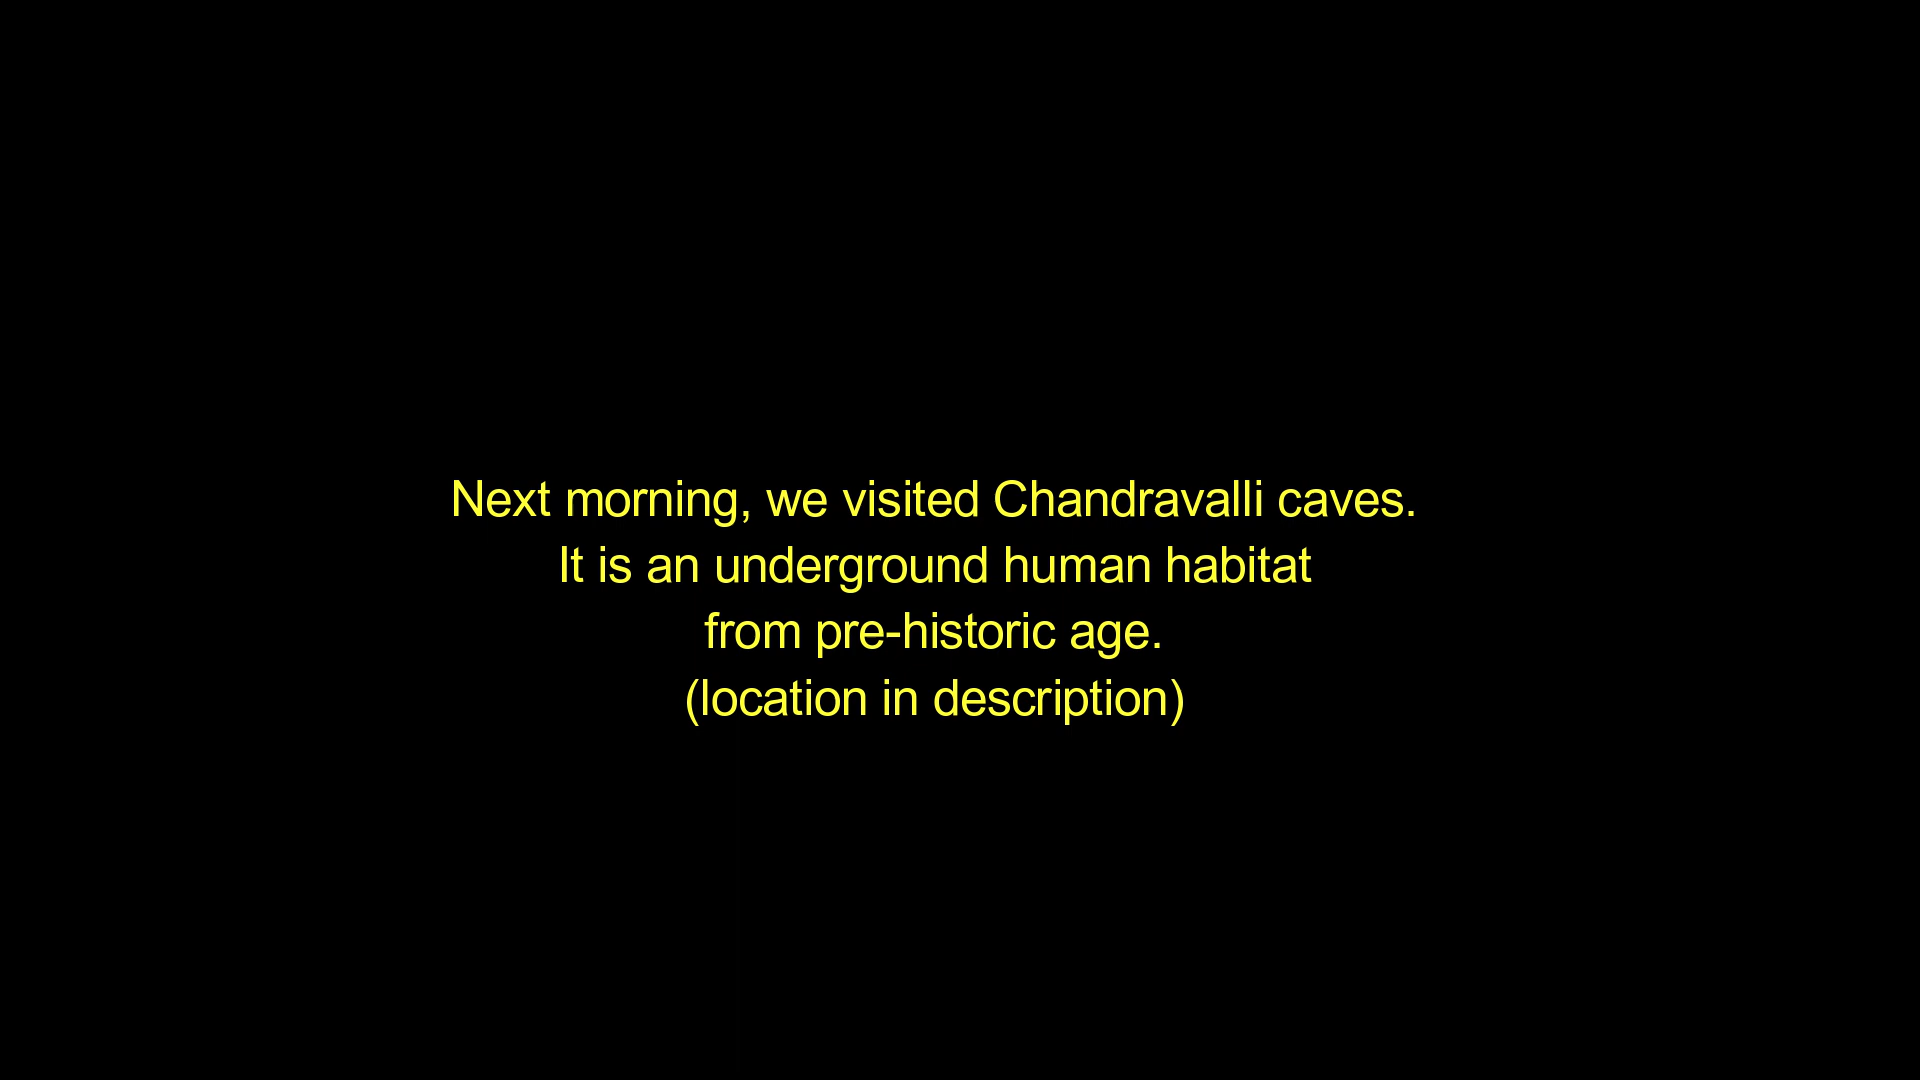 Next morning, we visited Chandravalli caves.
It is an underground human habitat
from pre-historic age.
(location in description)